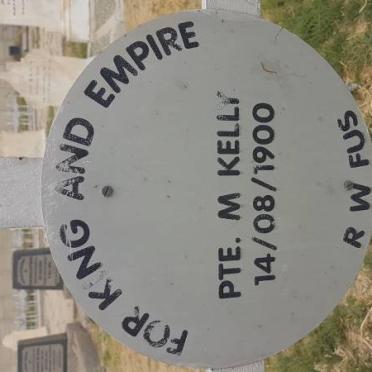 FOR KING AND EMPIRE
PTE. M KELLY
14/08/1900
R W FUS